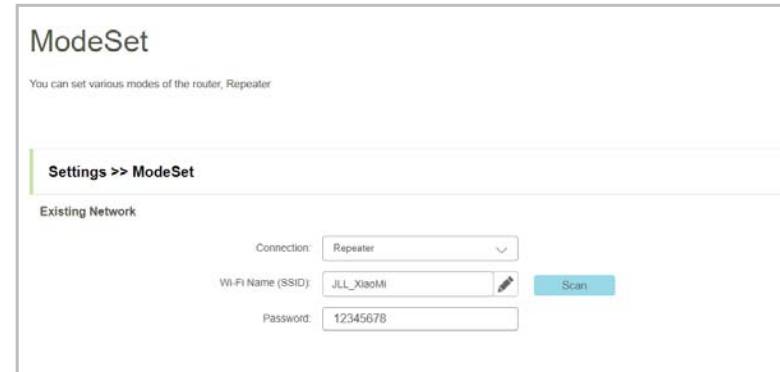 ModeSet
You can set various modes of the router, Repeater
Settings >> ModeSet
Existing Network
Connection: Repeater
Wi-Fi Name (SSID): JLL_XiaoMi Scan
Password: 12345678